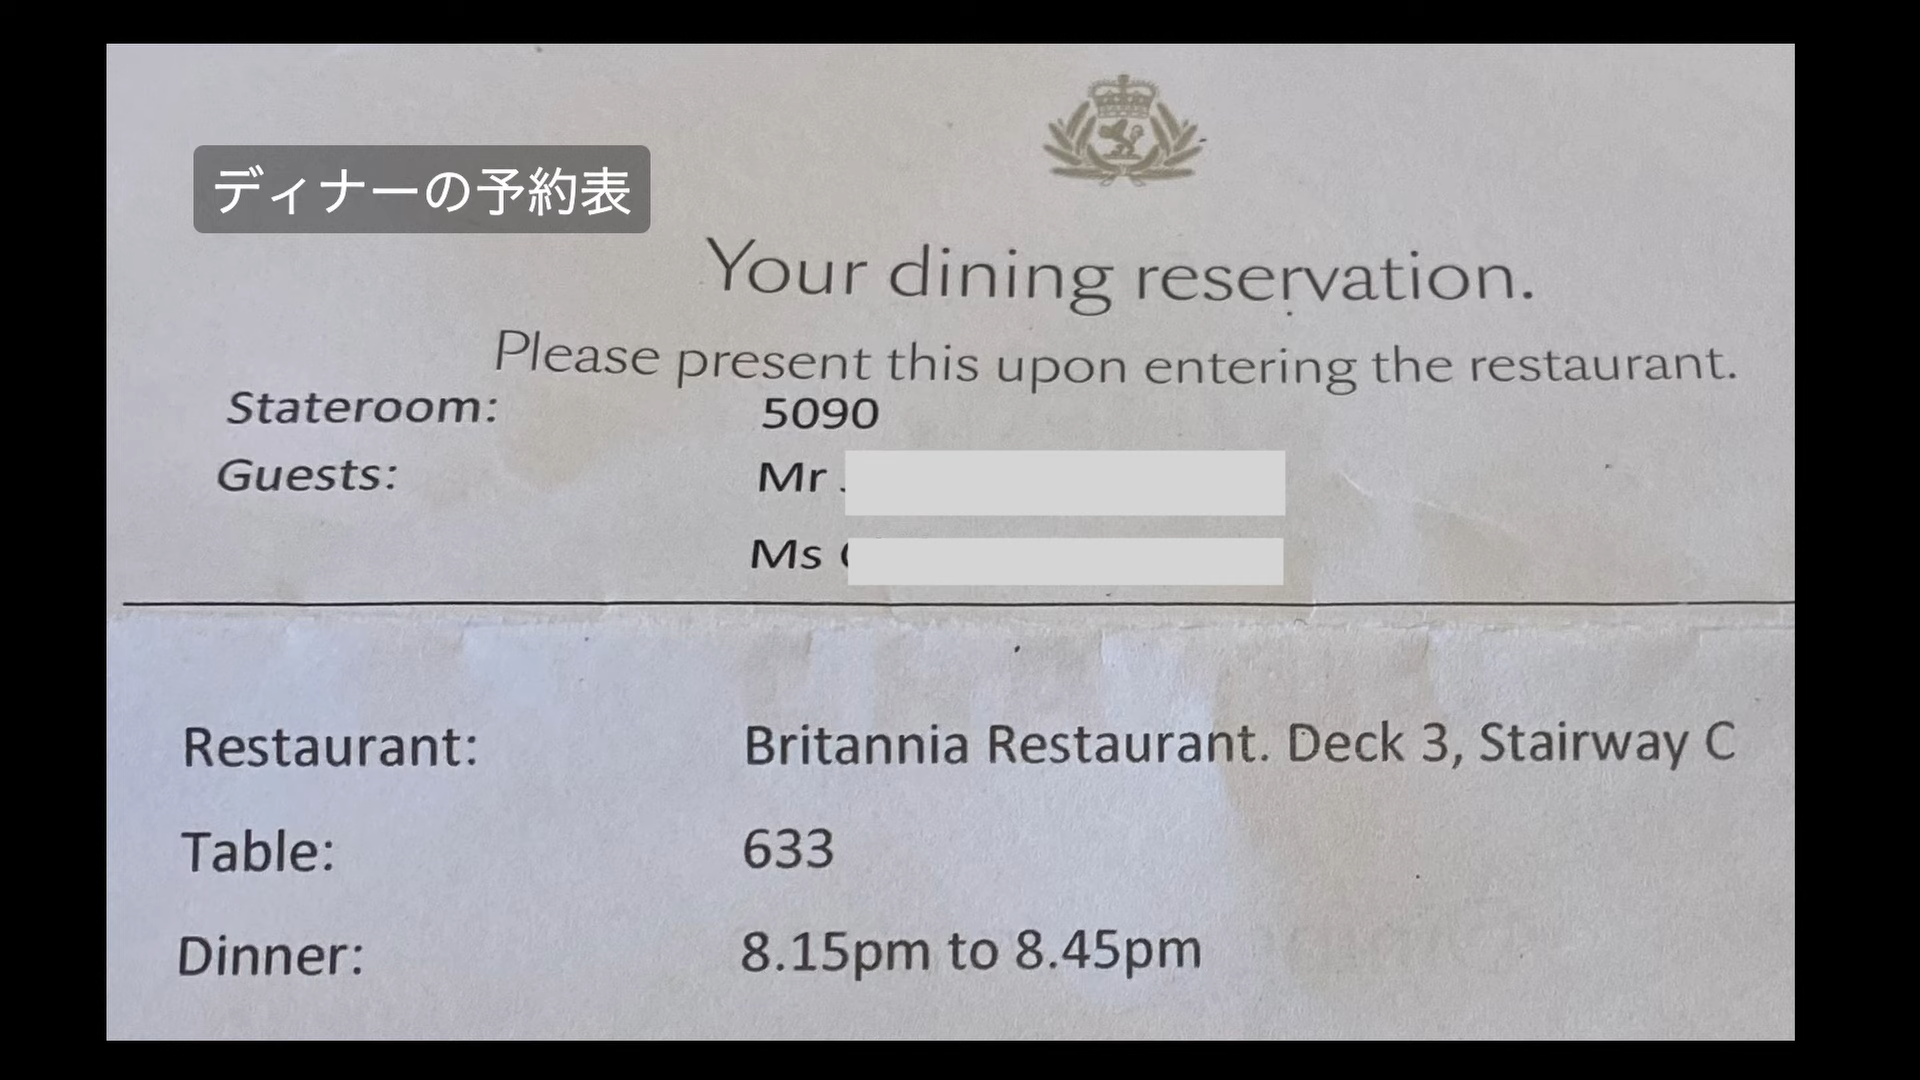 ディナーの予約表
Your dining reservation.
Please present this upon entering the restaurant.
Stateroom: 5090
Guests: Mr
Ms
Restaurant: Britannia Restaurant. Deck 3, Stairway C
Table: 633
Dinner: 8.15pm to 8.45pm